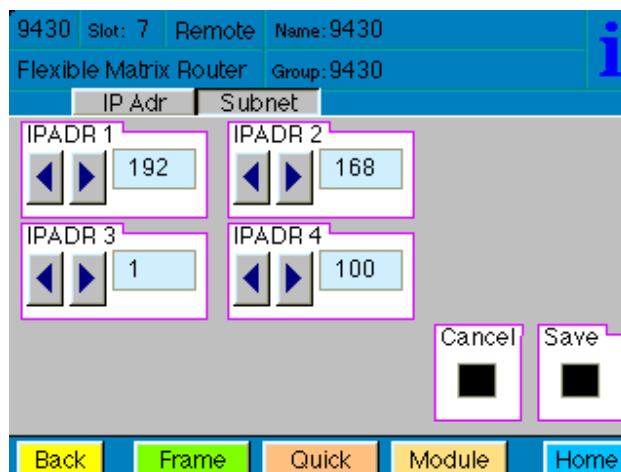 9430 Slot: 7 Remote Name: 9430
Flexible Matrix Router Group: 9430
i
IP Adr Subnet
IPADR 1 IPADR 2
192 168
IPADR 3 IPADR 4
1 100
Cancel Save
Back Frame Quick Module Home